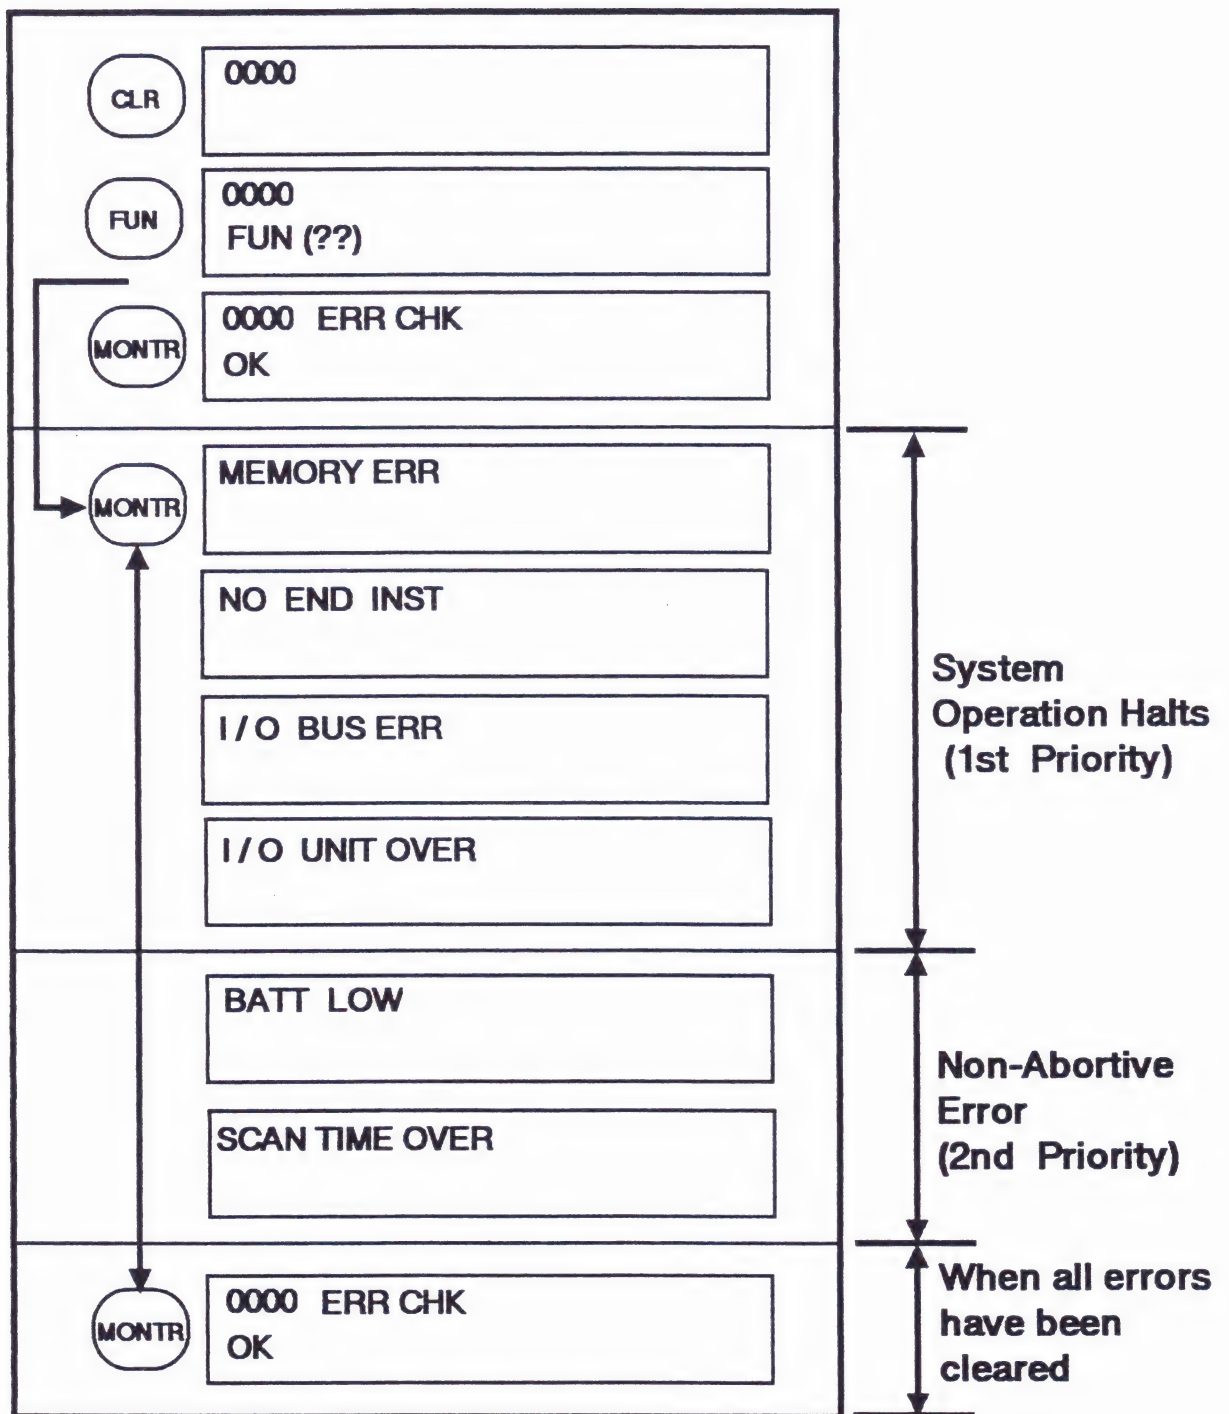 CLR
0000
FUN
0000
FUN (??)
MONTR
0000 ERR CHK
OK
MONTR
MEMORY ERR
NO END INST
I / O BUS ERR
I / O UNIT OVER
System
Operation Halts
(1st Priority)
BATT LOW
SCAN TIME OVER
Non-Abortive
Error
(2nd Priority)
MONTR
0000 ERR CHK
OK
When all errors
have been
cleared